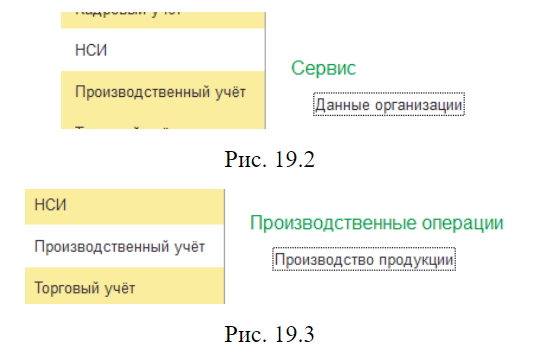 НСИ
Сервис
Производственный учёт
Данные организации
Рис. 19.2
НСИ
Производственные операции
Производственный учёт
Производство продукции
Торговый учёт
Рис. 19.3